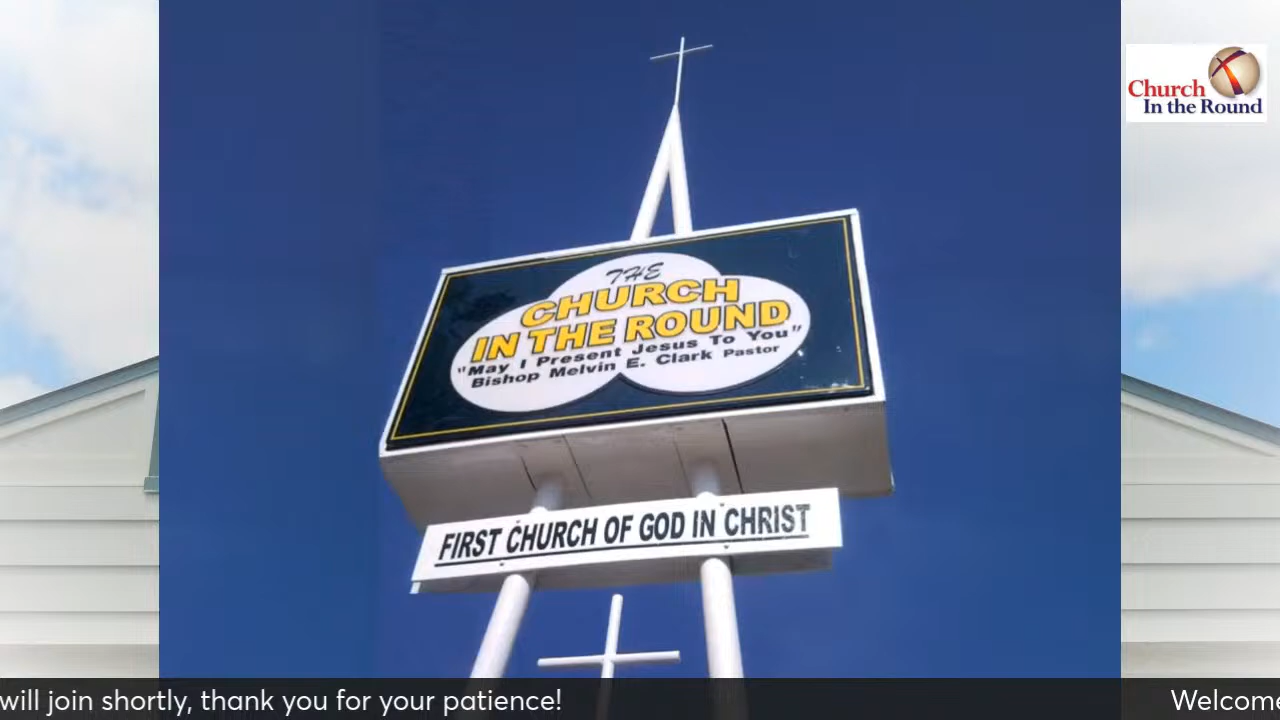 THE
CHURCH
IN THE ROUND
"May I Present Jesus To You"
Bishop Melvin E. Clark Pastor
FIRST CHURCH OF GOD IN CHRIST
Church
In the Round
will join shortly, thank you for your patience!
Welcome